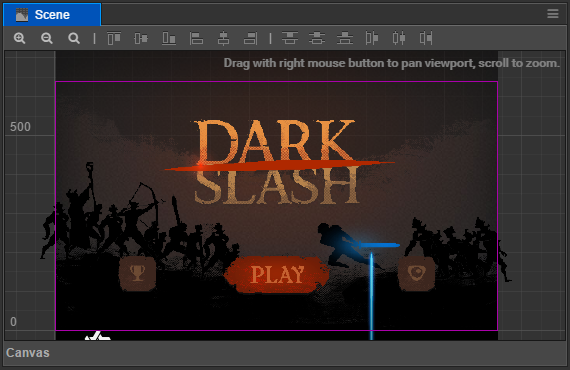 Scene
Drag with right mouse button to pan viewport, scroll to zoom.
500
DARK
SLASH
PLAY
0
Canvas